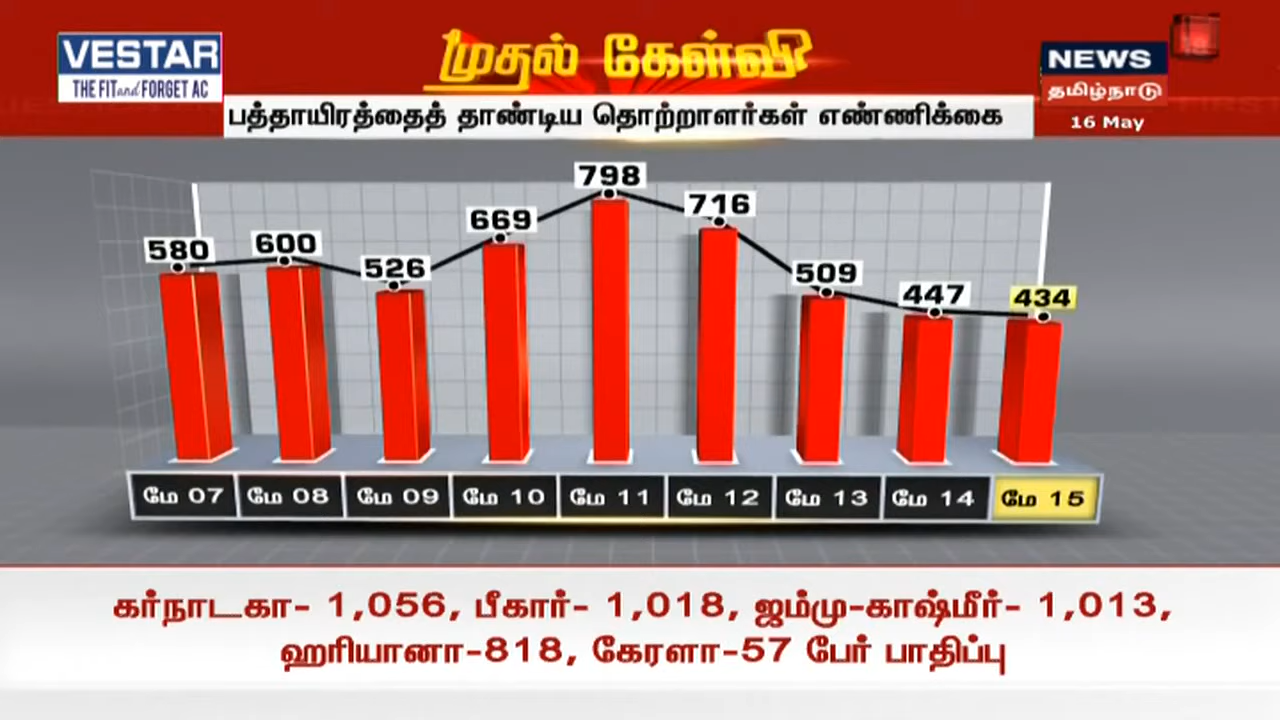 முதல் கேள்வி?
VESTAR
THE FIT and FORGET AC
NEWS
தமிழ்நாடு
16 May
பத்தாயிரத்தைத் தாண்டிய தொற்றாளர்கள் எண்ணிக்கை
580 600 526 669 798 716 509 447 434
மே 07 மே 08 மே 09 மே 10 மே 11 மே 12 மே 13 மே 14 மே 15
கர்நாடகா- 1,056, பீகார்- 1,018, ஜம்மு-காஷ்மீர்- 1,013,
ஹரியானா-818, கேரளா-57 பேர் பாதிப்பு